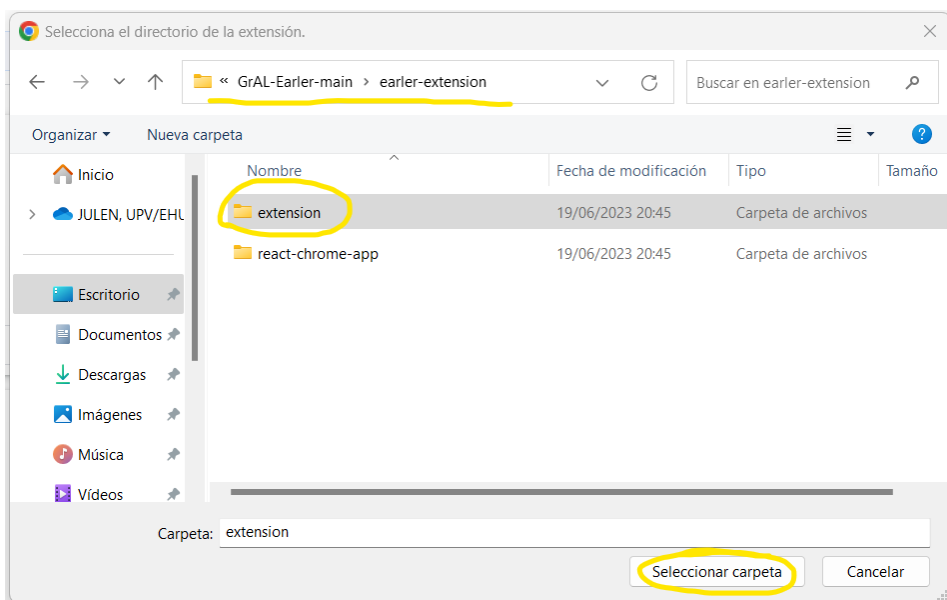 Selecciona el directorio de la extensión.
« GrAL-Earler-main > earler-extension
Buscar en earler-extension
Organizar
Nueva carpeta
Nombre
Fecha de modificación
Tipo
Tamaño
Inicio
JULEN, UPV/EHU
Escritorio
Documentos
Descargas
Imágenes
Música
Vídeos
extension
19/06/2023 20:45
Carpeta de archivos
react-chrome-app
19/06/2023 20:45
Carpeta de archivos
Carpeta:
extension
Seleccionar carpeta
Cancelar